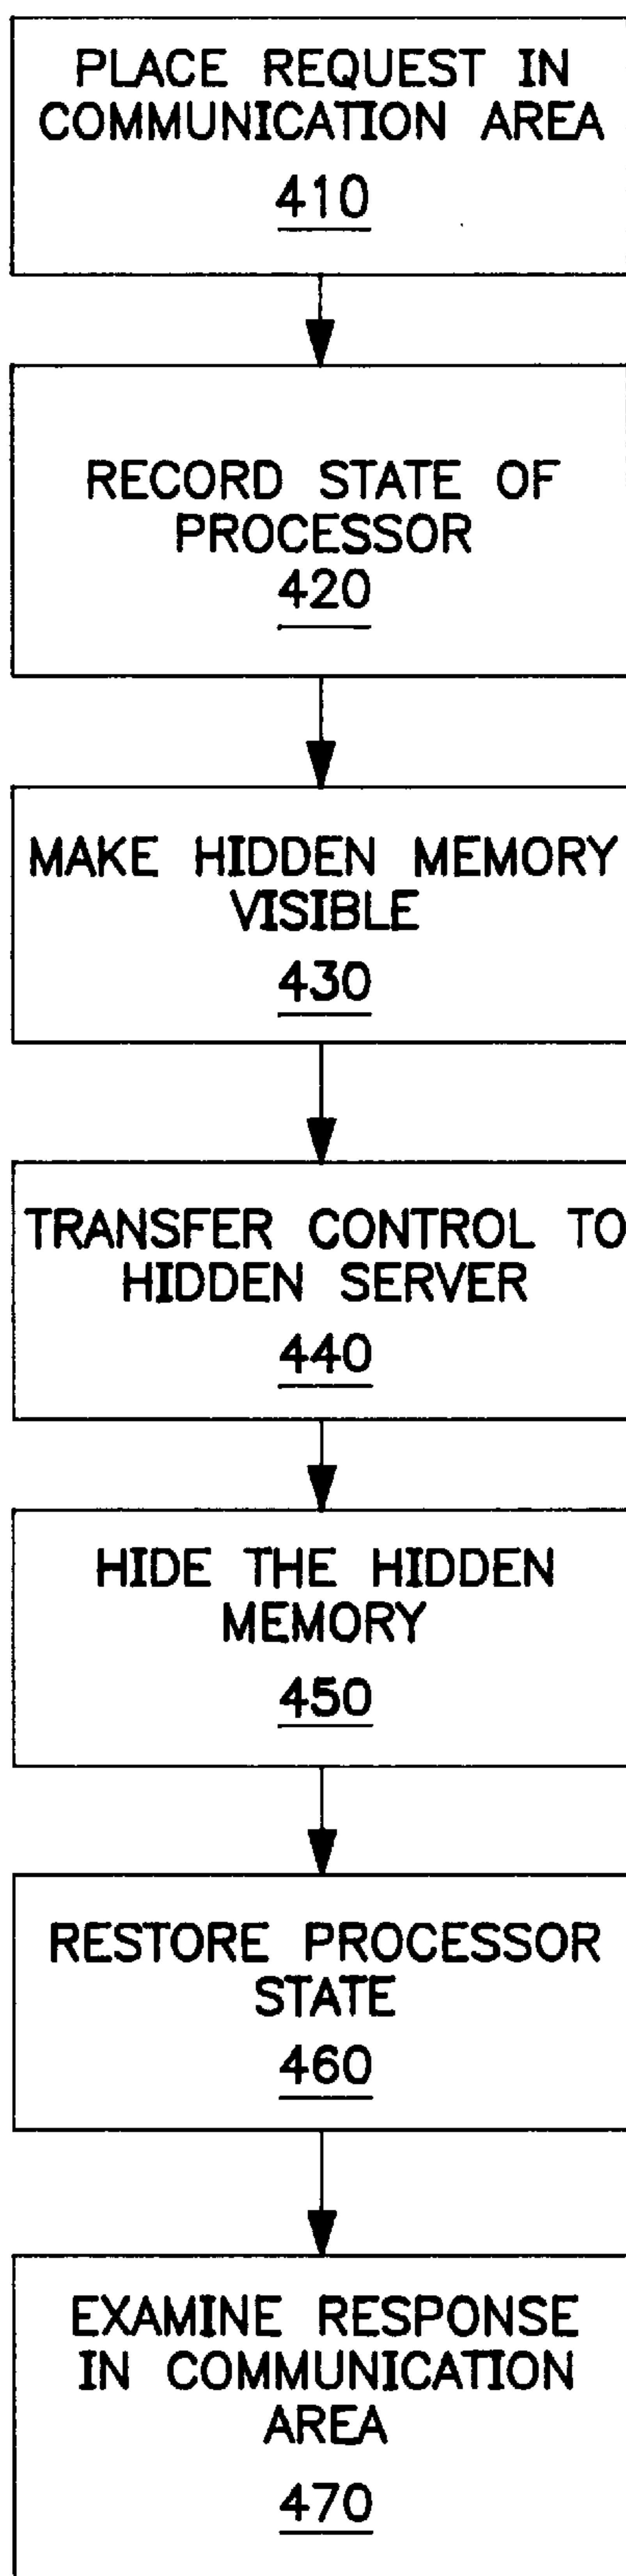 PLACE REQUEST IN
COMMUNICATION AREA
410
RECORD STATE OF
PROCESSOR
420
MAKE HIDDEN MEMORY
VISIBLE
430
TRANSFER CONTROL TO
HIDDEN SERVER
440
HIDE THE HIDDEN
MEMORY
450
RESTORE PROCESSOR
STATE
460
EXAMINE RESPONSE
IN COMMUNICATION
AREA
470